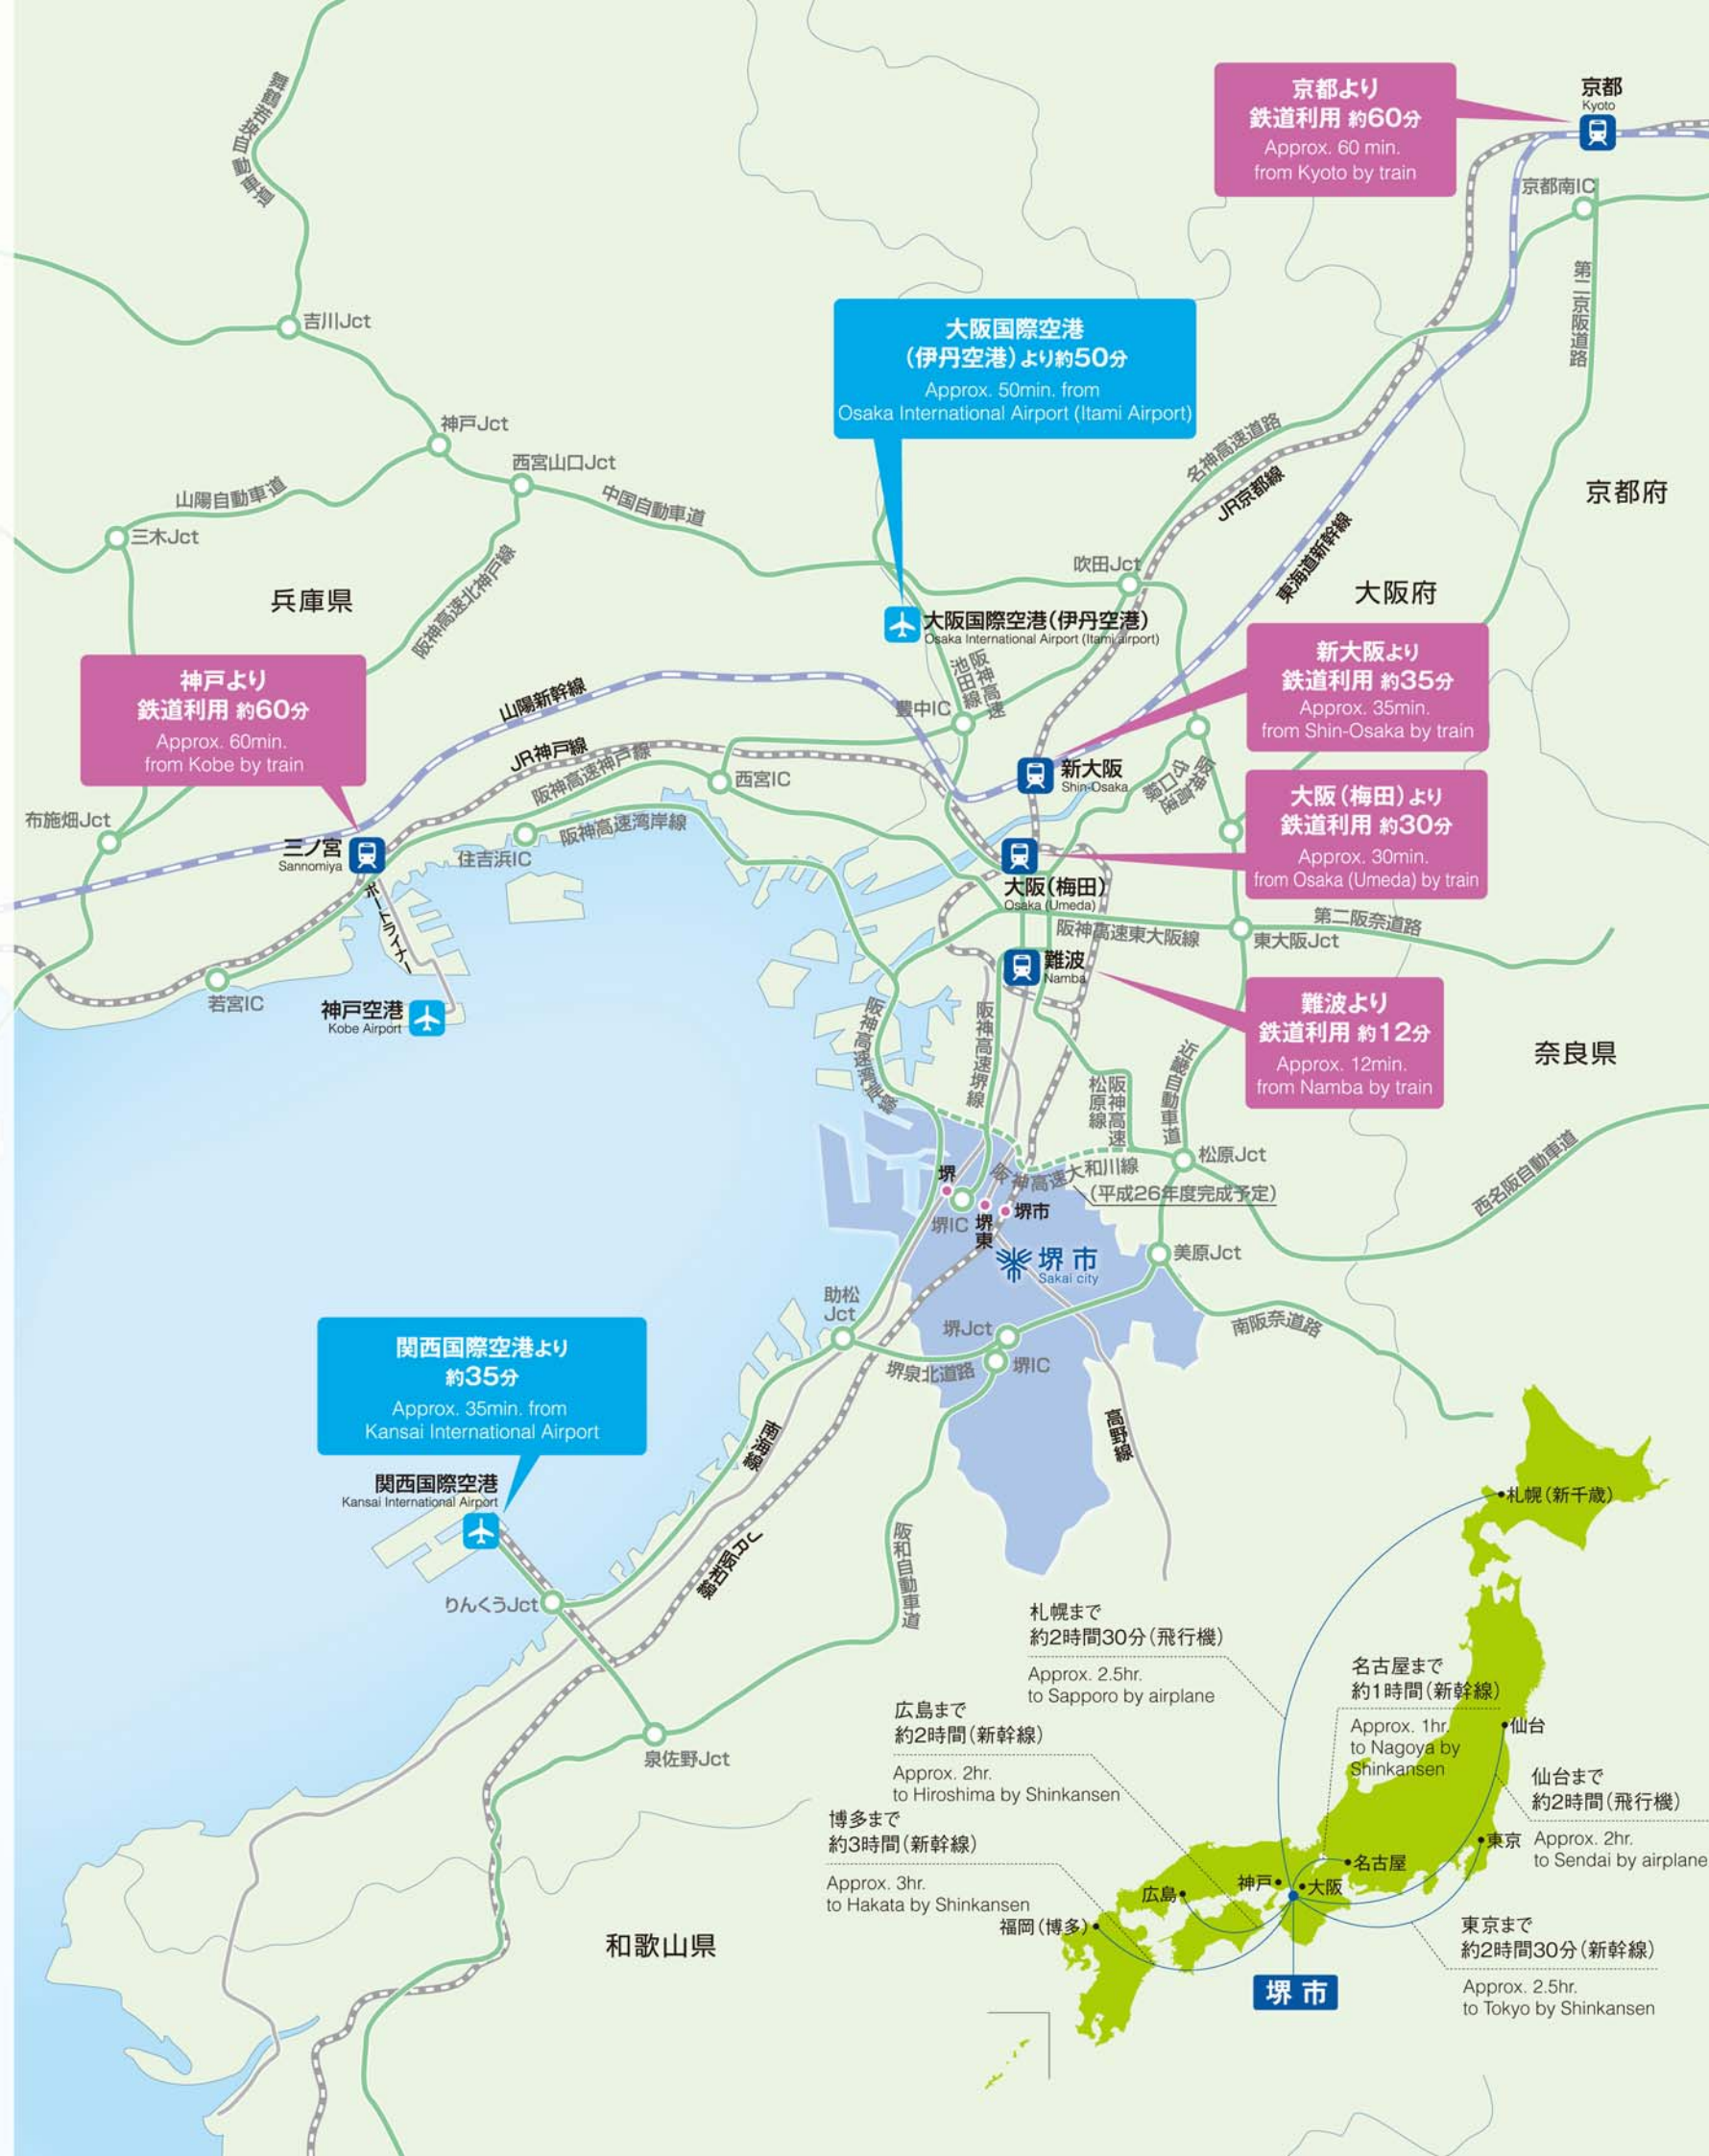 京都より
鉄道利用 約60分
Approx. 60 min.
from Kyoto by train
京都
Kyoto
京都南IC
第二京阪道路
舞鶴若狭自動車道
吉川Jct
大阪国際空港
(伊丹空港)より約50分
Approx. 50min. from
Osaka International Airport (Itami Airport)
神戸Jct
西宮山口Jct
中国自動車道
山陽自動車道
三木Jct
名神高速道路
JR京都線
東海道新幹線
京都府
吹田Jct
大阪府
兵庫県
阪神高速北神戸線
大阪国際空港(伊丹空港)
Osaka International Airport (Itami airport)
阪神高速
池田線
新大阪より
鉄道利用 約35分
Approx. 35min.
from Shin-Osaka by train
神戸より
鉄道利用 約60分
Approx. 60min.
from Kobe by train
山陽新幹線
豊中IC
JR神戸線
阪神高速神戸線
西宮IC
新大阪
Shin-Osaka
阪神高速
守口線
大阪(梅田)より
鉄道利用 約30分
Approx. 30min.
from Osaka (Umeda) by train
布施畑Jct
阪神高速湾岸線
住吉浜IC
三ノ宮
Sannomiya
ポートライナー
大阪(梅田)
Osaka (Umeda)
阪神高速東大阪線
第二阪奈道路
東大阪Jct
難波
Namba
若宮IC
神戸空港
Kobe Airport
難波より
鉄道利用 約12分
Approx. 12min.
from Namba by train
阪神高速湾岸線
阪神高速堺線
阪神高速
松原線
近畿自動車道
奈良県
松原Jct
阪神高速大和川線
(平成26年度完成予定)
西名阪自動車道
堺
堺IC
堺東
堺市
堺市
Sakai city
美原Jct
助松
Jct
堺Jct
堺IC
堺泉北道路
南阪奈道路
関西国際空港より
約35分
Approx. 35min. from
Kansai International Airport
関西国際空港
Kansai International Airport
南海線
高野線
JR阪和線
阪和自動車道
りんくうJct
泉佐野Jct
和歌山県
札幌(新千歳)
札幌まで
約2時間30分(飛行機)
Approx. 2.5hr.
to Sapporo by airplane
名古屋まで
約1時間(新幹線)
Approx. 1hr.
to Nagoya by
Shinkansen
仙台
広島まで
約2時間(新幹線)
Approx. 2hr.
to Hiroshima by Shinkansen
仙台まで
約2時間(飛行機)
Approx. 2hr.
to Sendai by airplane
博多まで
約3時間(新幹線)
Approx. 3hr.
to Hakata by Shinkansen
東京
名古屋
神戸
大阪
広島
福岡(博多)
東京まで
約2時間30分(新幹線)
Approx. 2.5hr.
to Tokyo by Shinkansen
堺市